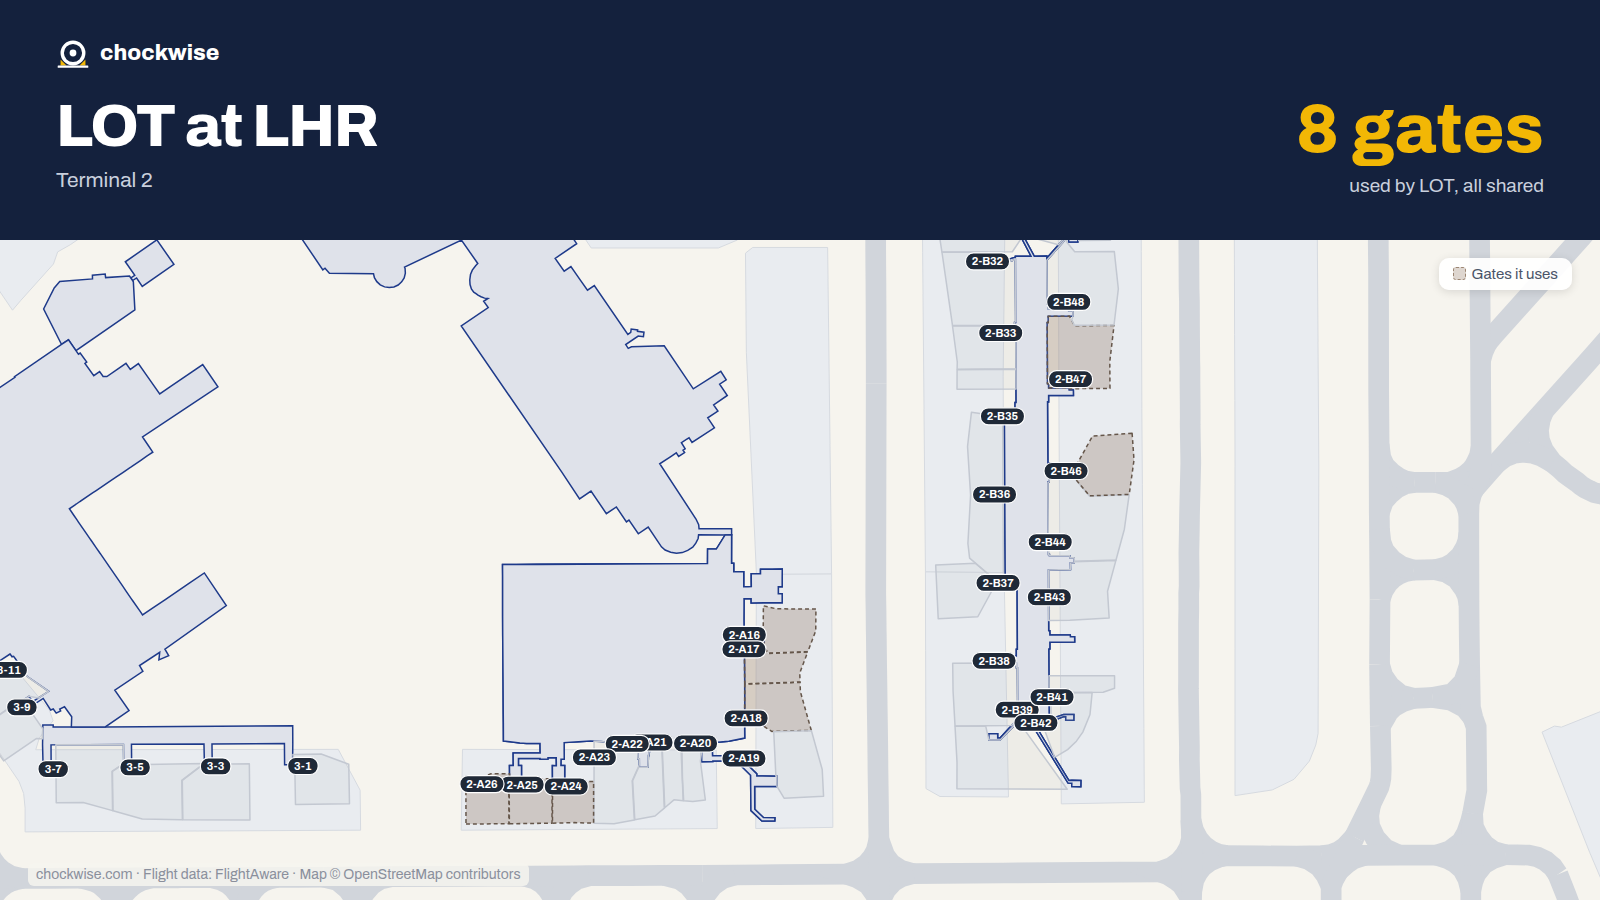 chockwise
LOT at LHR
Terminal 2
8 gates
used by LOT, all shared
Gates it uses
2-B32
2-B48
2-B33
2-B47
2-B35
2-B46
2-B36
2-B44
2-B37
2-B43
2-A16
2-A17
2-B38
3-11
3-9
2-B41
2-B39
2-B42
2-A18
2-A22
A21
2-A20
2-A23
2-A19
3-7
3-5
3-3
3-1
2-A26
2-A25
2-A24
chockwise.com · Flight data: FlightAware · Map © OpenStreetMap contributors